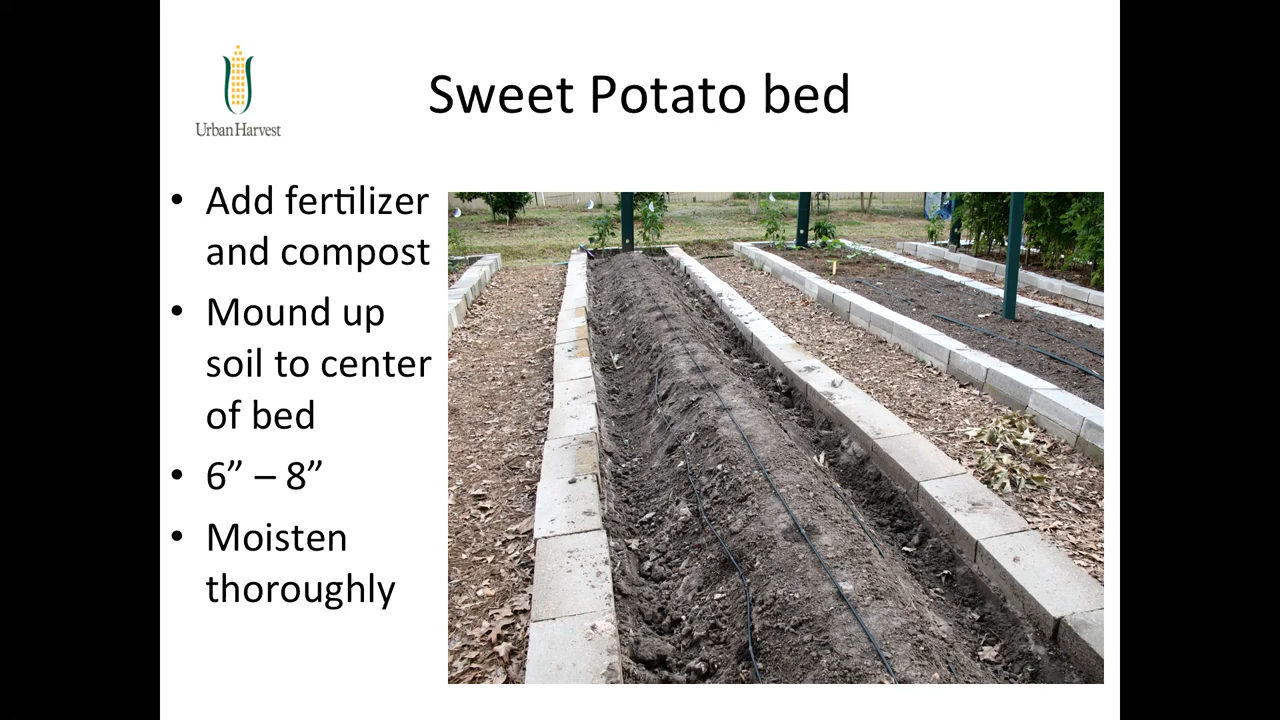 Urban Harvest
Sweet Potato bed
• Add fertilizer
and compost
• Mound up
soil to center
of bed
• 6” – 8”
• Moisten
thoroughly